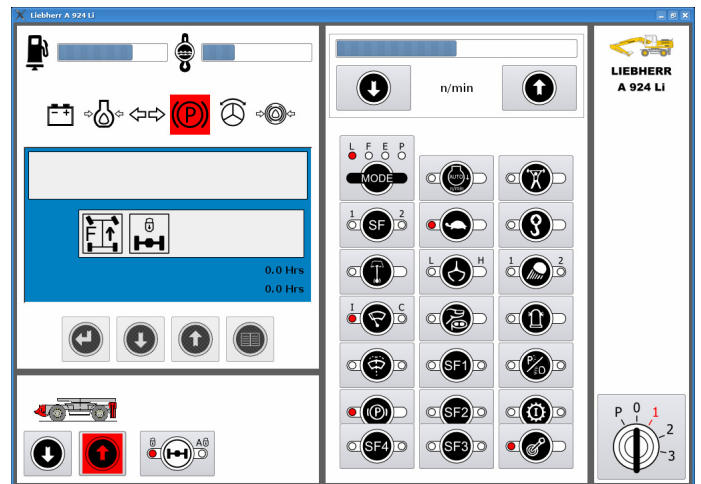 Liebherr A 924 Li
n/min
LIEBHERR
A 924 Li
- +
(P)
L F E P
MODE
AUTO
n/min
1 SF 2
F
L H
1 2
0.0 Hrs
0.0 Hrs
I C
SF1
P
(P)
SF2
SF4
SF3
A
P 0 1
2
3